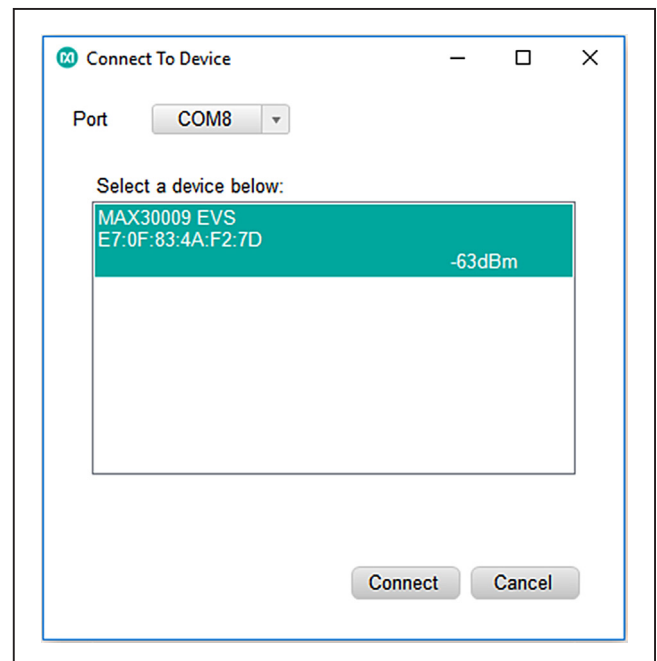 Connect To Device
Port COM8
Select a device below:
MAX30009 EVS
E7:0F:83:4A:F2:7D
-63dBm
Connect Cancel